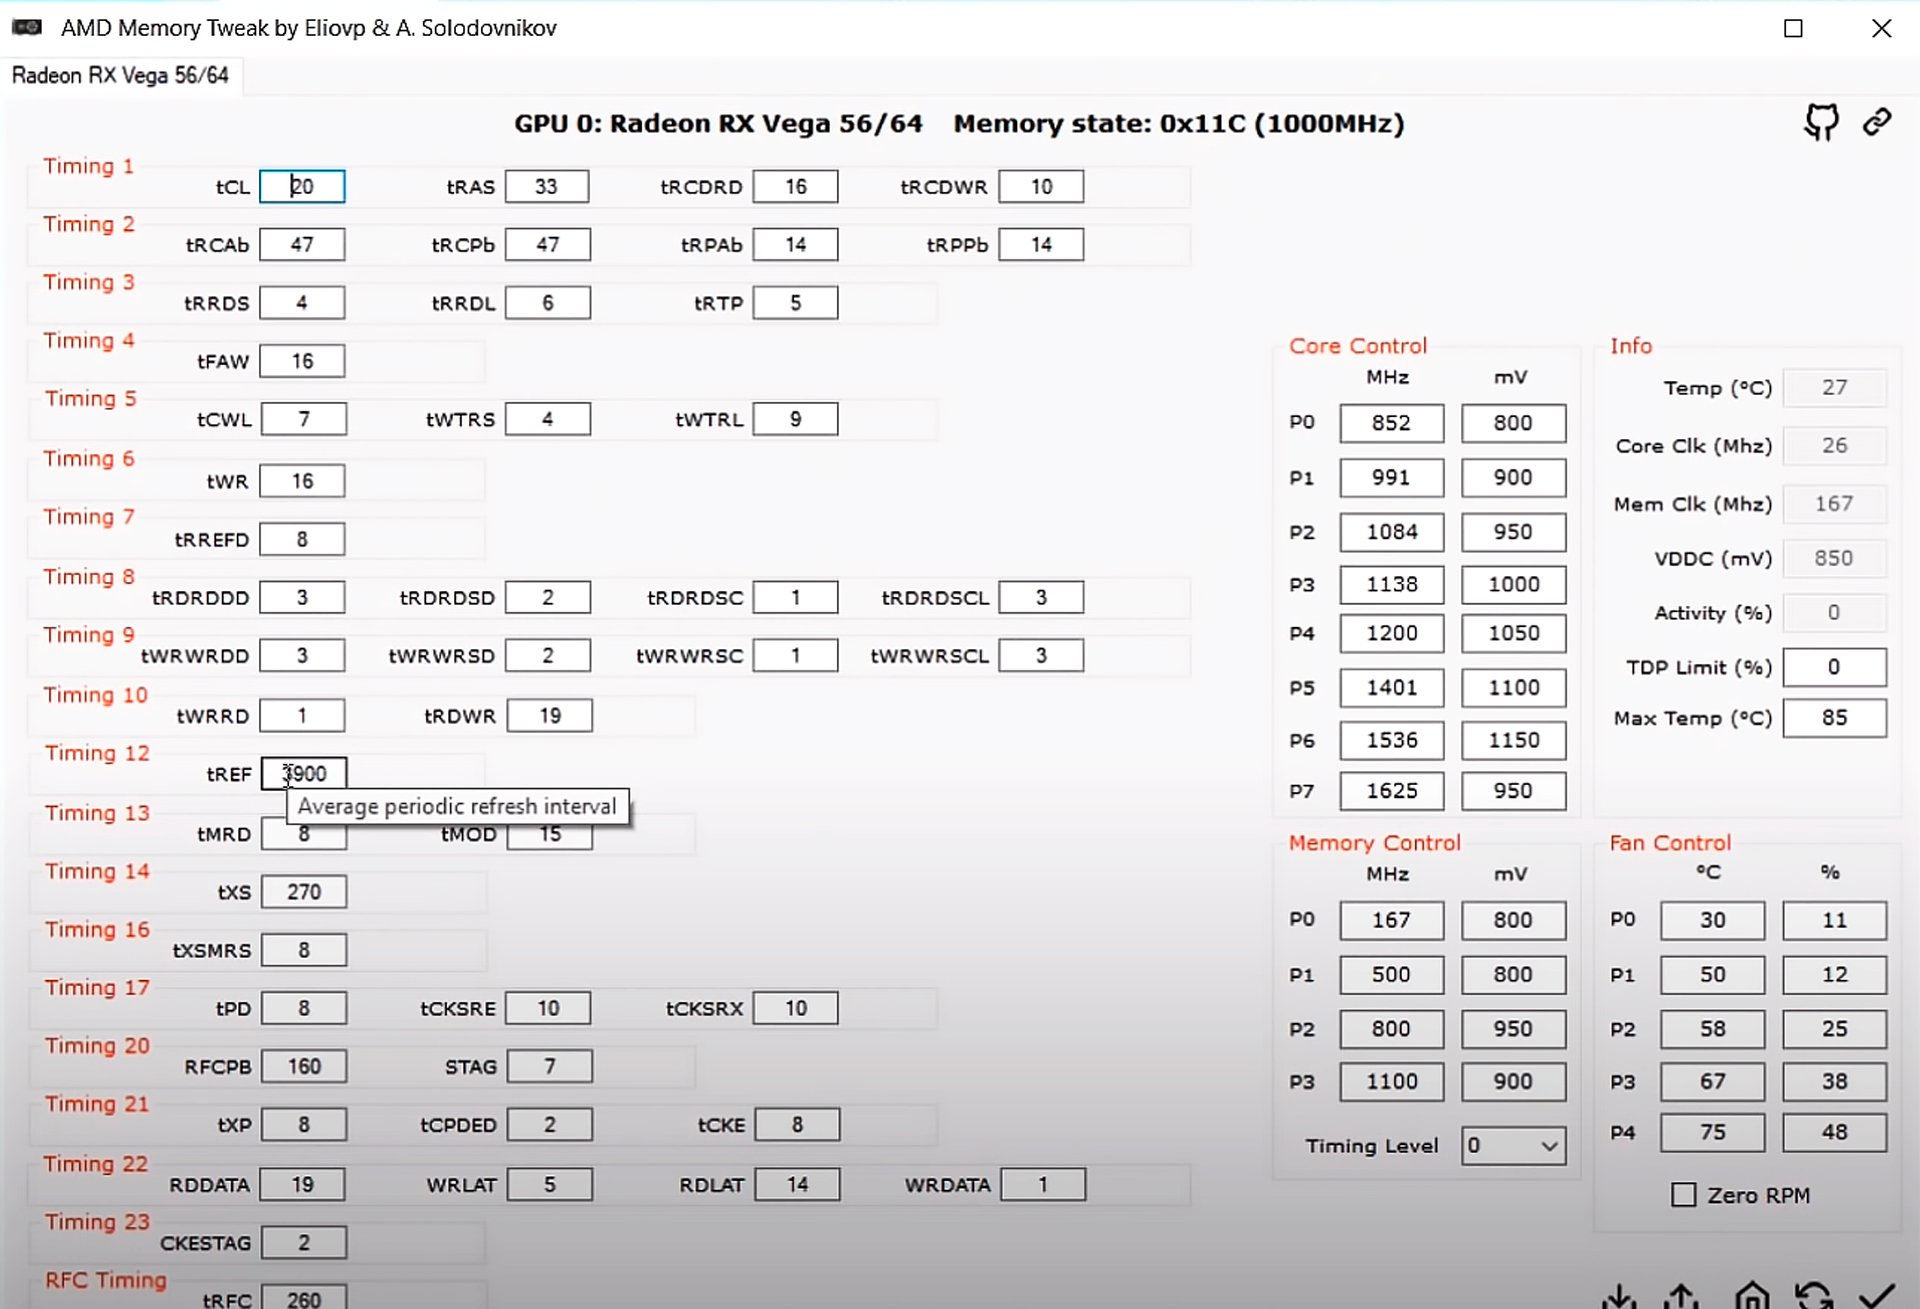 AMD Memory Tweak by Eliovp & A. Solodovnikov
Radeon RX Vega 56/64
GPU 0: Radeon RX Vega 56/64 Memory state: 0x11C (1000MHz)
Timing 1
tCL 20 tRAS 33 tRCDRD 16 tRCDWR 10
Timing 2
tRCAb 47 tRCPb 47 tRPAb 14 tRPPb 14
Timing 3
tRRDS 4 tRRDL 6 tRTP 5
Timing 4
tFAW 16
Timing 5
tCWL 7 tWTRS 4 tWTRL 9
Timing 6
tWR 16
Timing 7
tRREFD 8
Timing 8
tRDRDDD 3 tRDRDSD 2 tRDRDSC 1 tRDRDSCL 3
Timing 9
tWRWRDD 3 tWRWRSD 2 tWRWRSC 1 tWRWRSCL 3
Timing 10
tWRRD 1 tRDWR 19
Timing 12
tREF 3900
Average periodic refresh interval
Timing 13
tMRD 8 tMOD 15
Timing 14
tXS 270
Timing 16
tXSMRS 8
Timing 17
tPD 8 tCKSRE 10 tCKSRX 10
Timing 20
RFCPB 160 STAG 7
Timing 21
tXP 8 tCPDED 2 tCKE 8
Timing 22
RDDATA 19 WRLAT 5 RDLAT 14 WRDATA 1
Timing 23
CKESTAG 2
RFC Timing
tRFC 260
Core Control
MHz mV
P0 852 800
P1 991 900
P2 1084 950
P3 1138 1000
P4 1200 1050
P5 1401 1100
P6 1536 1150
P7 1625 950
Info
Temp (°C) 27
Core Clk (Mhz) 26
Mem Clk (Mhz) 167
VDDC (mV) 850
Activity (%) 0
TDP Limit (%) 0
Max Temp (°C) 85
Memory Control
MHz mV
P0 167 800
P1 500 800
P2 800 950
P3 1100 900
Timing Level 0
Fan Control
°C %
P0 30 11
P1 50 12
P2 58 25
P3 67 38
P4 75 48
Zero RPM